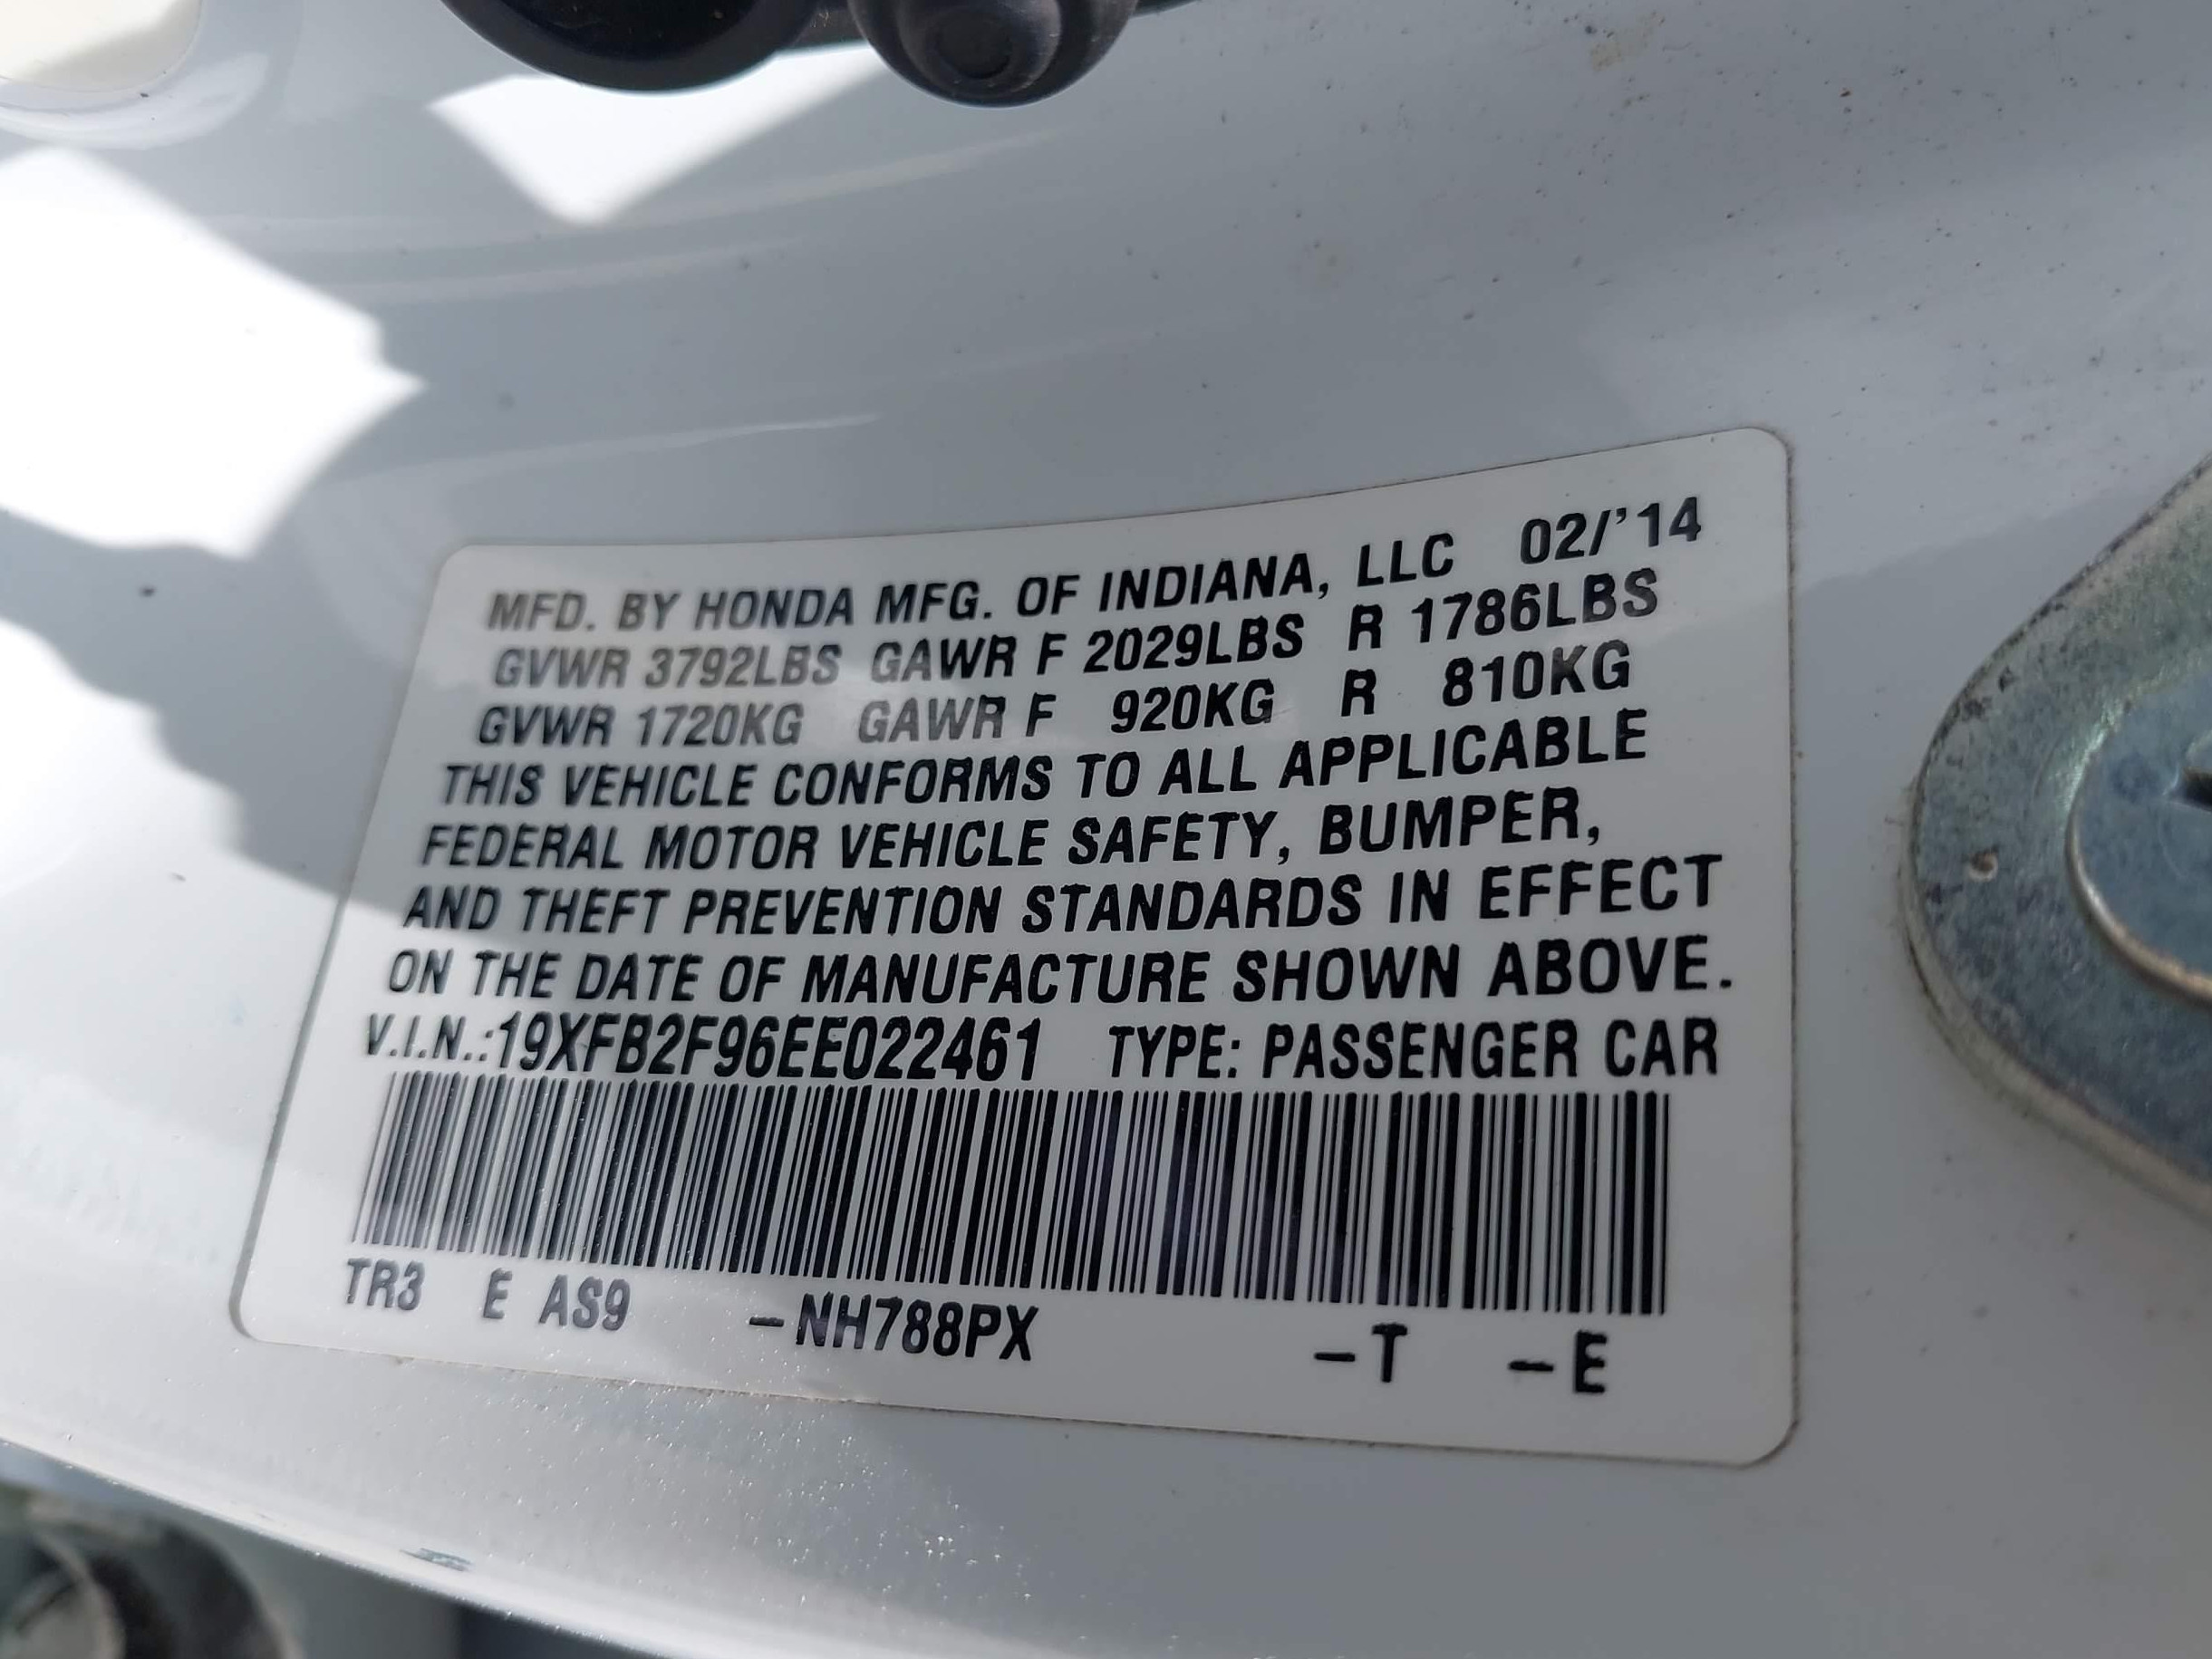 MFD. BY HONDA MFG. OF INDIANA, LLC 02/'14
GVWR 3792LBS GAWR F 2029LBS R 1786LBS
GVWR 1720KG GAWR F 920KG R 810KG
THIS VEHICLE CONFORMS TO ALL APPLICABLE
FEDERAL MOTOR VEHICLE SAFETY, BUMPER,
AND THEFT PREVENTION STANDARDS IN EFFECT
ON THE DATE OF MANUFACTURE SHOWN ABOVE.
V.I.N.:19XFB2F96EE022461 TYPE: PASSENGER CAR
TR3 E AS9 -NH788PX -T -E